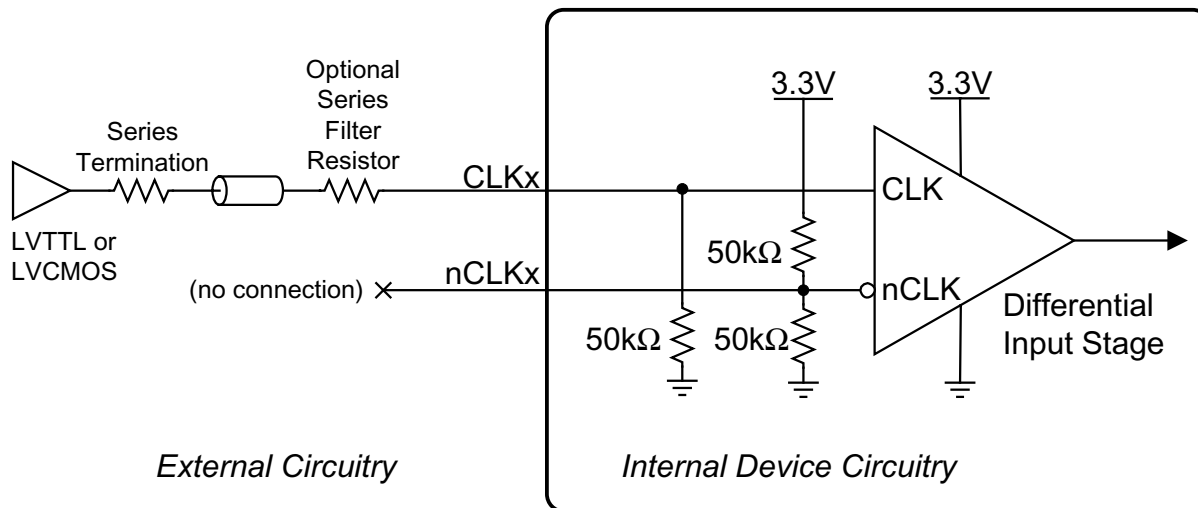 Optional
Series
Filter
Resistor
Series
Termination
LVTTL or
LVCMOS
CLKx
nCLKx
(no connection)
3.3V
3.3V
CLK
nCLK
50kΩ
50kΩ
50kΩ
Differential
Input Stage
External Circuitry
Internal Device Circuitry